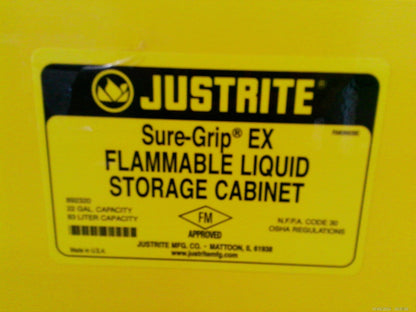 JUSTRITE®
Sure-Grip® EX
FLAMMABLE LIQUID
STORAGE CABINET
892320
22 GAL. CAPACITY
83 LITER CAPACITY
FM
APPROVED
N.F.P.A. CODE 30
OSHA REGULATIONS
JUSTRITE MFG. CO. · MATTOON, IL 61938
www.justritemfg.com
Made in U.S.A.